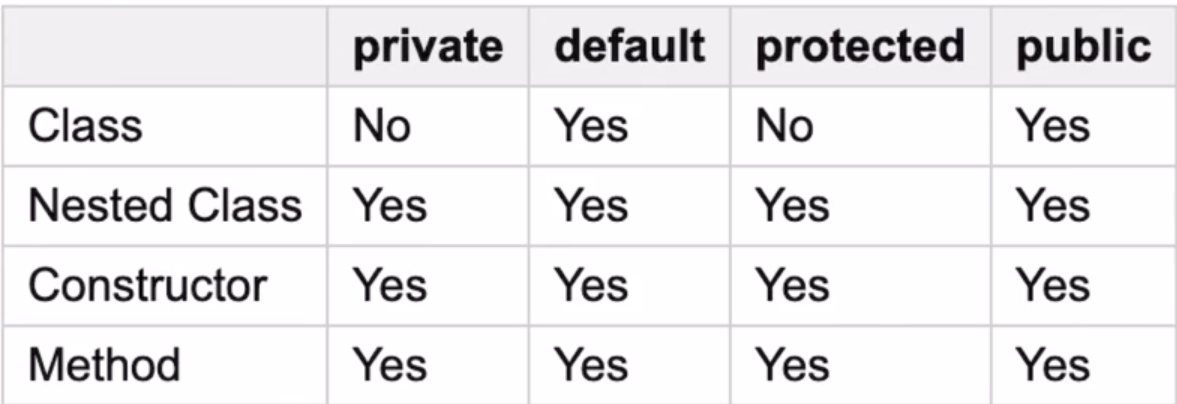 private default protected public
Class No Yes No Yes
Nested Class Yes Yes Yes Yes
Constructor Yes Yes Yes Yes
Method Yes Yes Yes Yes